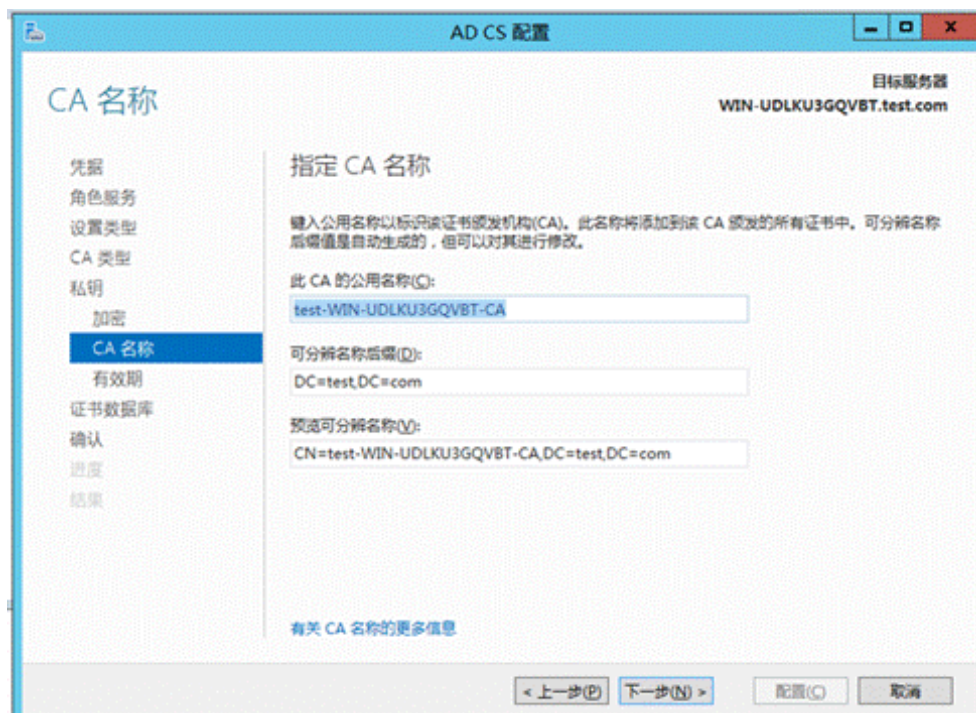 AD CS 配置
CA 名称
目标服务器
WIN-UDLKU3GQVBT.test.com
凭据
角色服务
设置类型
CA 类型
私钥
加密
CA 名称
有效期
证书数据库
确认
进度
结果
指定 CA 名称
键入公用名称以标识该证书颁发机构(CA)。此名称将添加到该 CA 颁发的所有证书中。可分辨名称
后缀值是自动生成的，但可以对其进行修改。
此 CA 的公用名称(C):
test-WIN-UDLKU3GQVBT-CA
可分辨名称后缀(D):
DC=test,DC=com
预览可分辨名称(V):
CN=test-WIN-UDLKU3GQVBT-CA,DC=test,DC=com
有关 CA 名称的更多信息
< 上一步(P)
下一步(N) >
配置(C)
取消